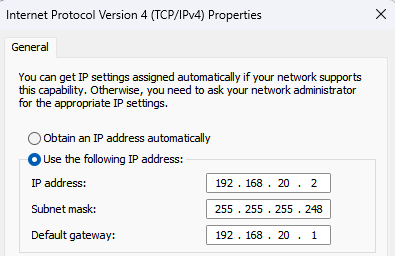 Internet Protocol Version 4 (TCP/IPv4) Properties
General
You can get IP settings assigned automatically if your network supports
this capability. Otherwise, you need to ask your network administrator
for the appropriate IP settings.
Obtain an IP address automatically
Use the following IP address:
IP address: 192 . 168 . 20 . 2
Subnet mask: 255 . 255 . 255 . 248
Default gateway: 192 . 168 . 20 . 1